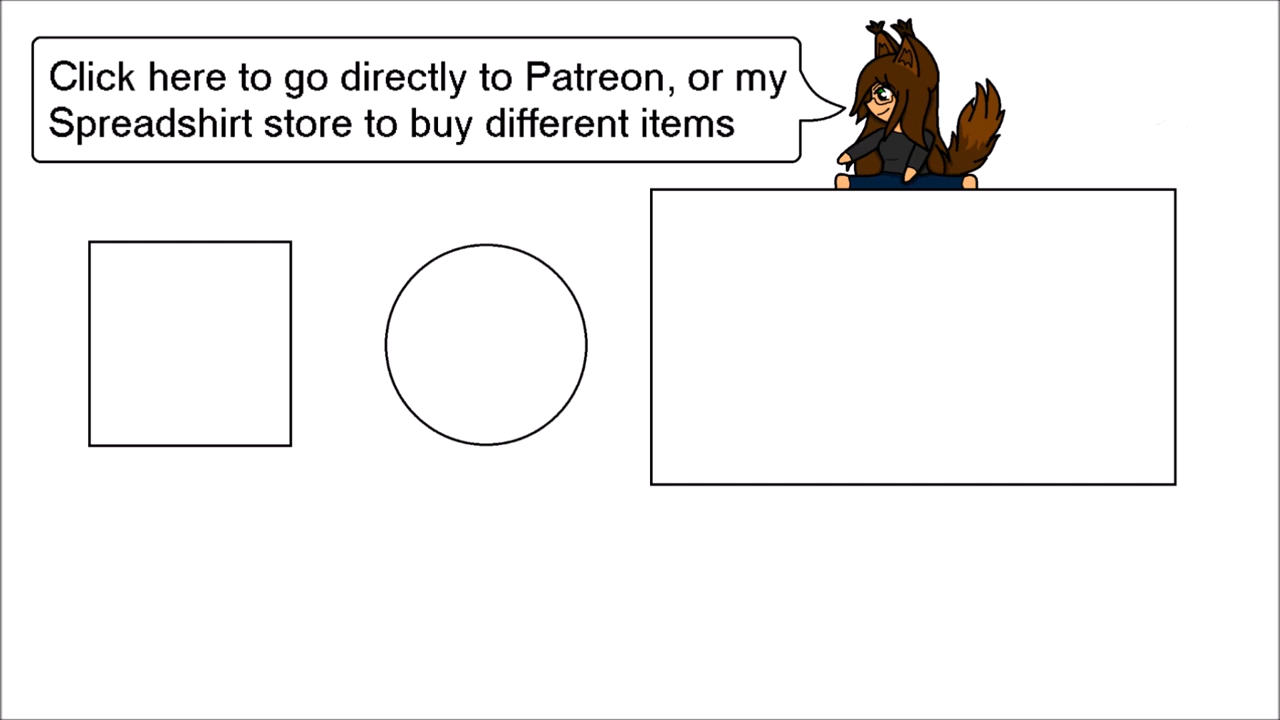 Click here to go directly to Patreon, or my
Spreadshirt store to buy different items